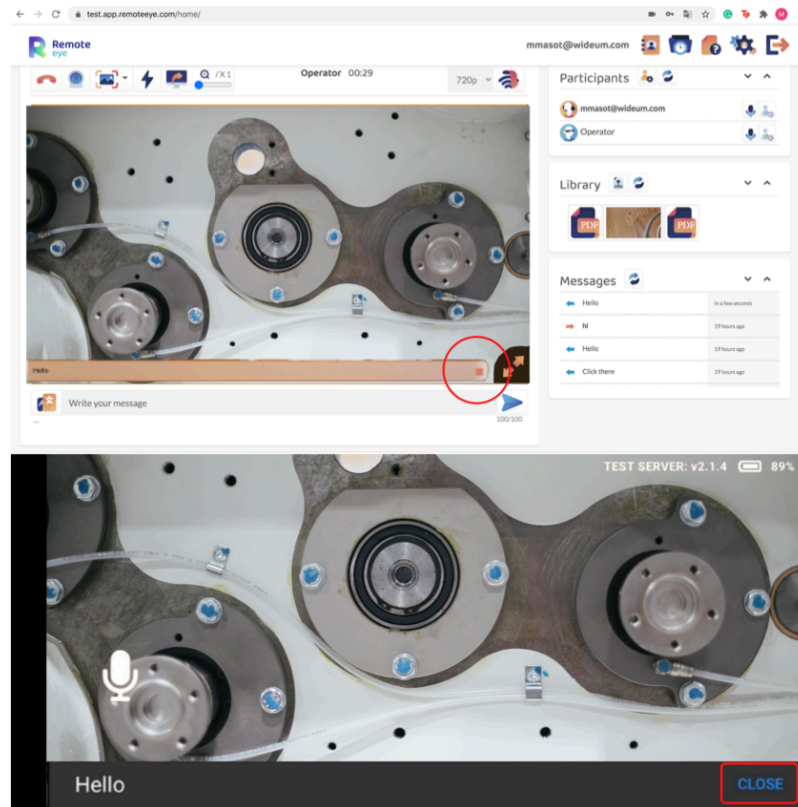 test.app.remoteeye.com/home/
Remote
eye
mmasot@wideum.com
/X1
Operator 00:29
720p
Participants
mmasot@wideum.com
Operator
Library
PDF
PDF
Messages
Hello
In a few seconds
hi
19 hours ago
Hello
19 hours ago
Click there
19 hours ago
Hello
Write your message
100/100
TEST SERVER: v2.1.4 89%
Hello
CLOSE